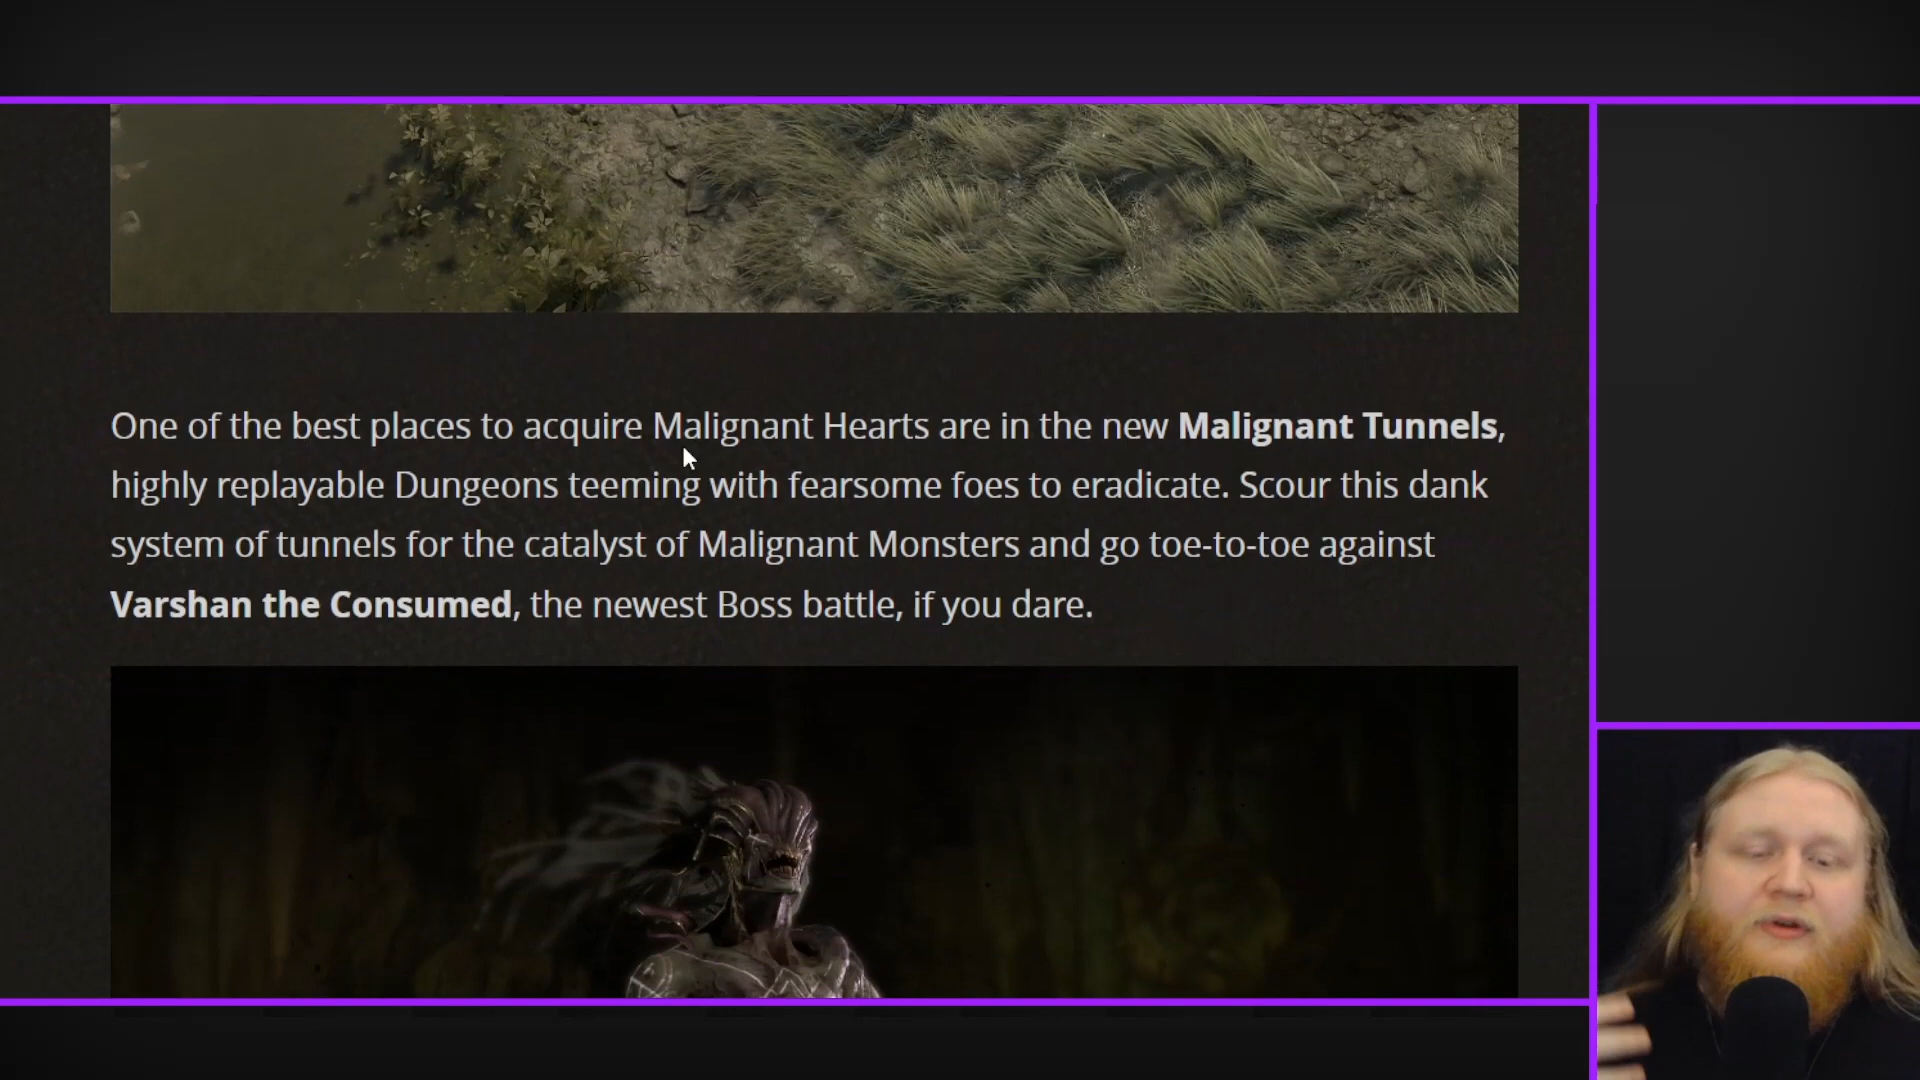 One of the best places to acquire Malignant Hearts are in the new Malignant Tunnels,
highly replayable Dungeons teeming with fearsome foes to eradicate. Scour this dank
system of tunnels for the catalyst of Malignant Monsters and go toe-to-toe against
Varshan the Consumed, the newest Boss battle, if you dare.